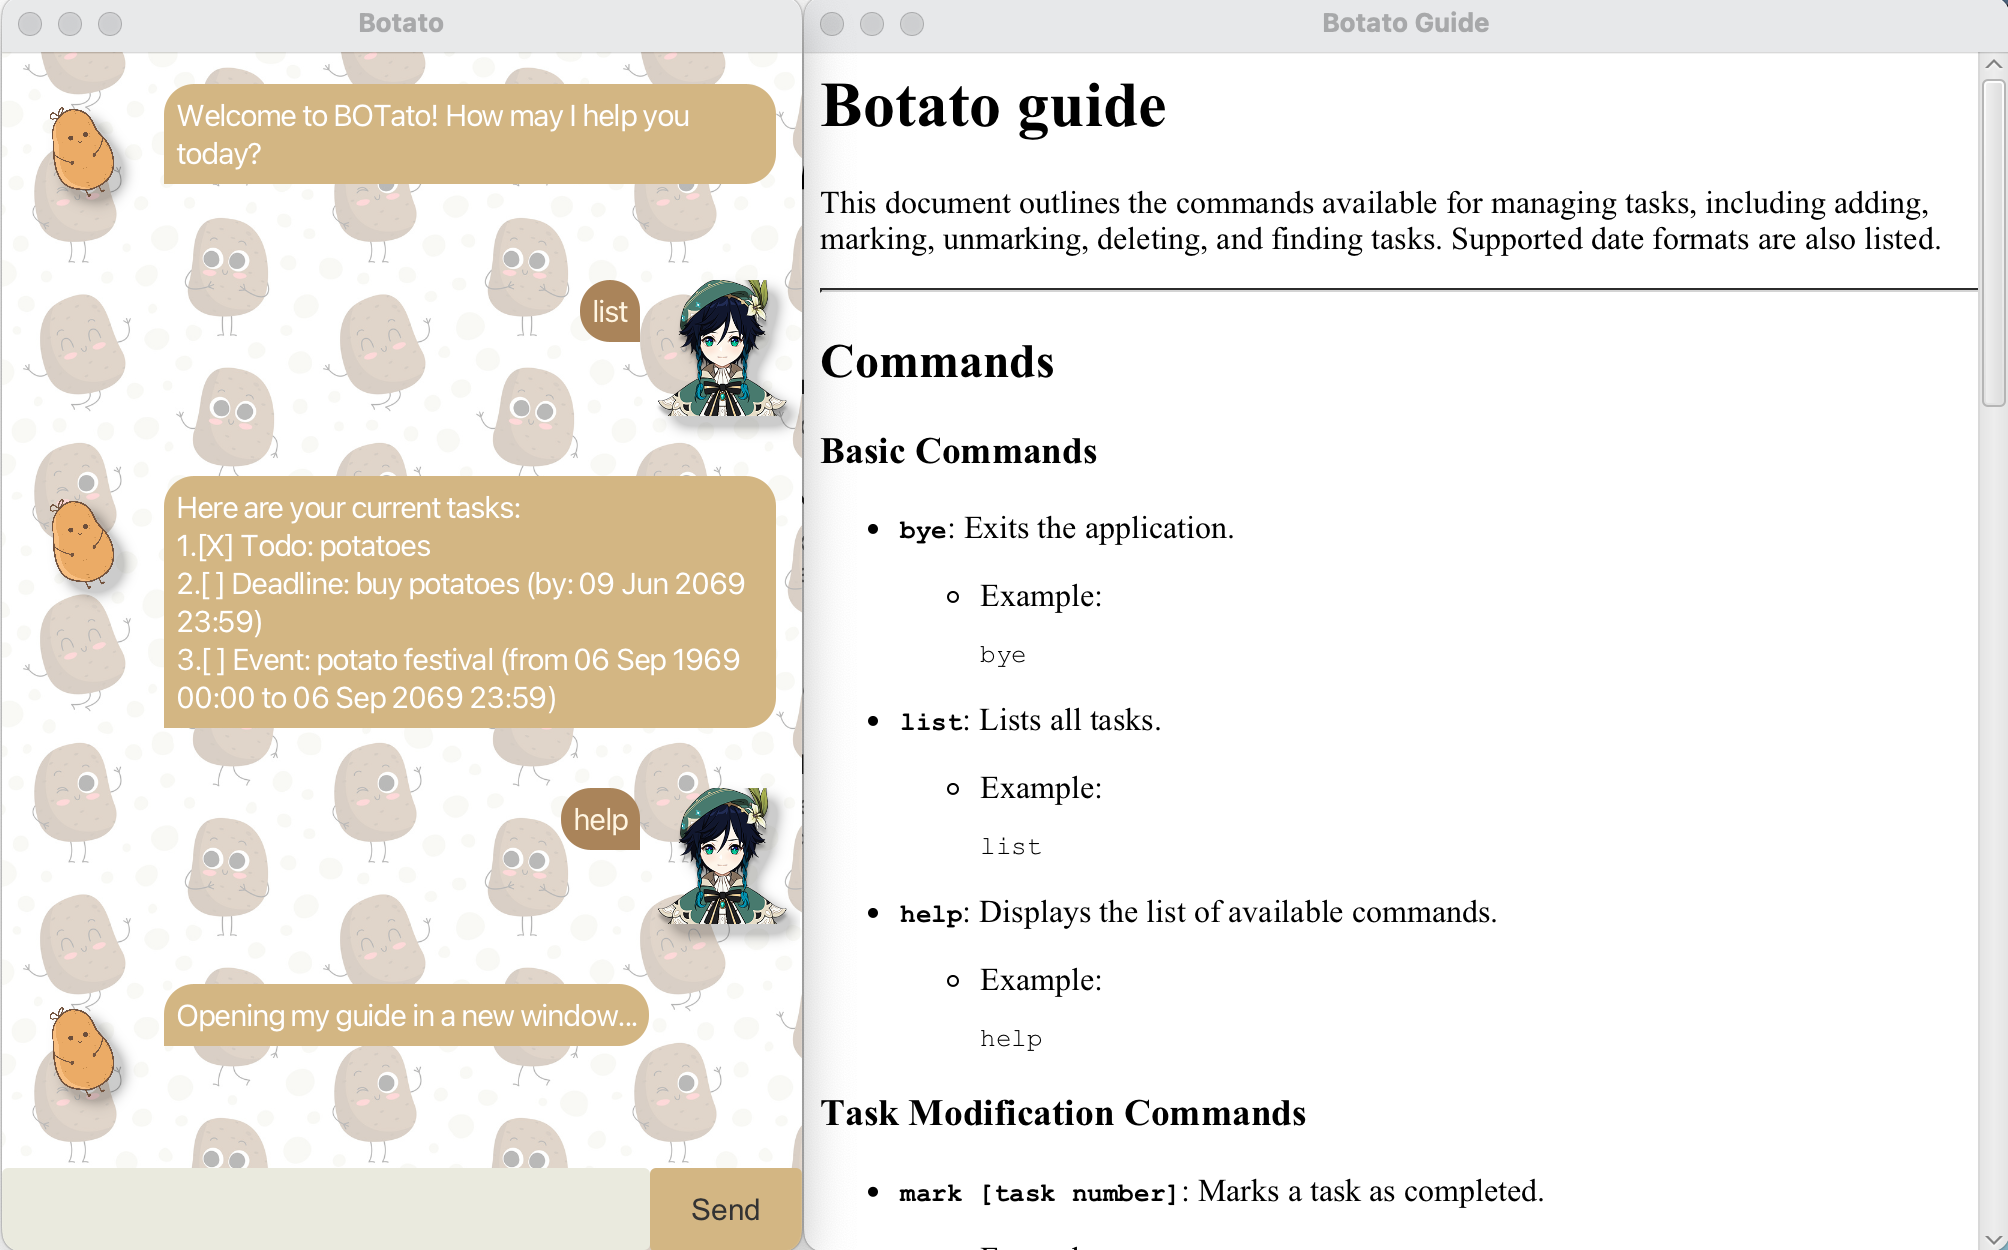 Botato
Welcome to BOTato! How may I help you
today?
list
Here are your current tasks:
1.[X] Todo: potatoes
2.[ ] Deadline: buy potatoes (by: 09 Jun 2069
23:59)
3.[ ] Event: potato festival (from 06 Sep 1969
00:00 to 06 Sep 2069 23:59)
help
Opening my guide in a new window...
Send
Botato Guide
Botato guide
This document outlines the commands available for managing tasks, including adding,
marking, unmarking, deleting, and finding tasks. Supported date formats are also listed.
Commands
Basic Commands
bye: Exits the application.
Example:
bye
list: Lists all tasks.
Example:
list
help: Displays the list of available commands.
Example:
help
Task Modification Commands
mark [task number]: Marks a task as completed.